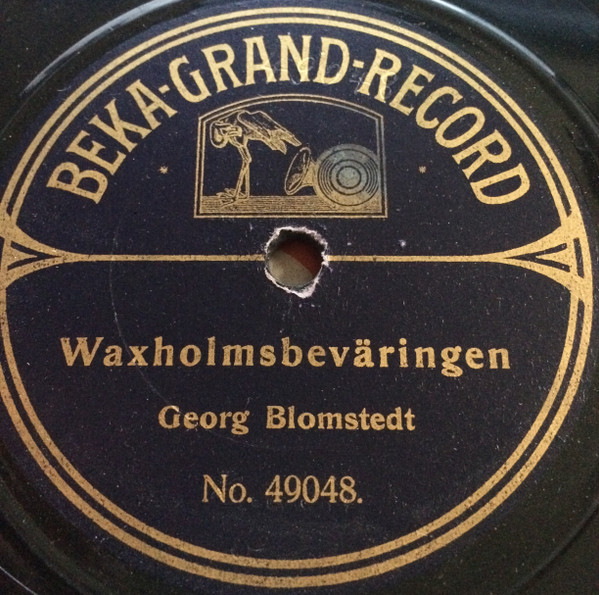 BEKA-GRAND-RECORD
Waxholmsbeväringen
Georg Blomstedt
No. 49048.